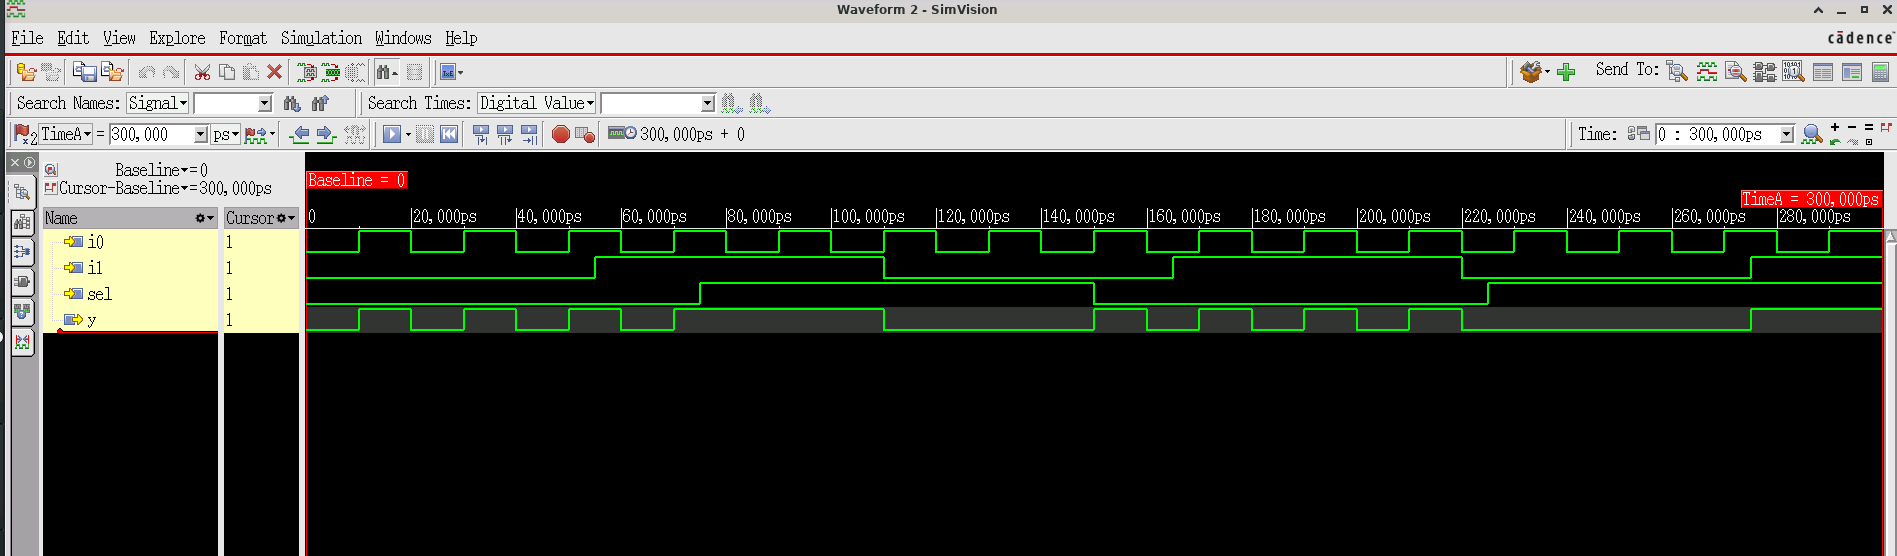 Waveform 2 - SimVision
File Edit View Explore Format Simulation Windows Help
cādence
Send To:
Search Names: Signal Search Times: Digital Value
2 TimeA = 300,000 ps 300,000ps + 0 Time: 0 : 300,000ps
Baseline=0
Cursor-Baseline=300,000ps
Baseline = 0
TimeA = 300,000ps
Name Cursor 0 20,000ps 40,000ps 60,000ps 80,000ps 100,000ps 120,000ps 140,000ps 160,000ps 180,000ps 200,000ps 220,000ps 240,000ps 260,000ps 280,000ps
i0 1
i1 1
sel 1
y 1